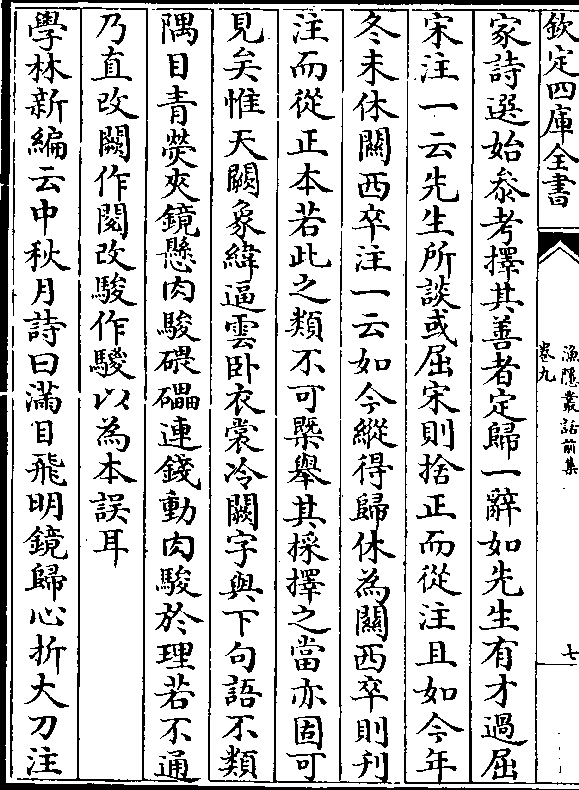 欽定四庫全書
漁隱叢話前集
卷九
七
家詩選始叅考擇其善者定歸一辭如先生有才過屈
宋注一云先生所談或屈宋則捨正而從注且如今年
冬未休關西卒注一云如今縱得歸休為關西卒則刋
注而從正本若此之類不可槩舉其採擇之當亦固可
見矣惟天闕象緯逼雲卧衣裳冷闕字與下句語不類
隅目青熒夾鏡懸肉駿碨礧連錢動肉駿於理若不通
乃直改闕作閱改駿作騣以為本誤耳
學林新編云中秋月詩曰滿目飛明鏡歸心折大刀注